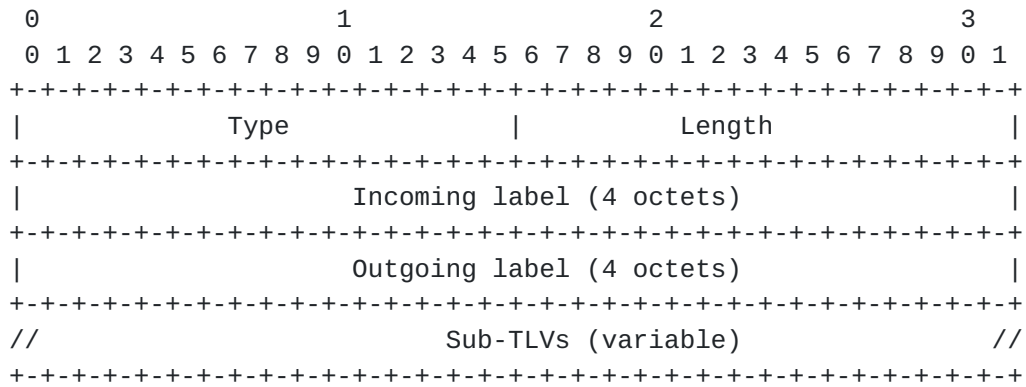 0                   1                   2                   3
 0 1 2 3 4 5 6 7 8 9 0 1 2 3 4 5 6 7 8 9 0 1 2 3 4 5 6 7 8 9 0 1
+-+-+-+-+-+-+-+-+-+-+-+-+-+-+-+-+-+-+-+-+-+-+-+-+-+-+-+-+-+-+-+-+
|             Type              |          Length               |
+-+-+-+-+-+-+-+-+-+-+-+-+-+-+-+-+-+-+-+-+-+-+-+-+-+-+-+-+-+-+-+-+
|                     Incoming label (4 octets)                 |
+-+-+-+-+-+-+-+-+-+-+-+-+-+-+-+-+-+-+-+-+-+-+-+-+-+-+-+-+-+-+-+-+
|                     Outgoing label (4 octets)                 |
+-+-+-+-+-+-+-+-+-+-+-+-+-+-+-+-+-+-+-+-+-+-+-+-+-+-+-+-+-+-+-+-+
//                          Sub-TLVs (variable)                //
+-+-+-+-+-+-+-+-+-+-+-+-+-+-+-+-+-+-+-+-+-+-+-+-+-+-+-+-+-+-+-+-+